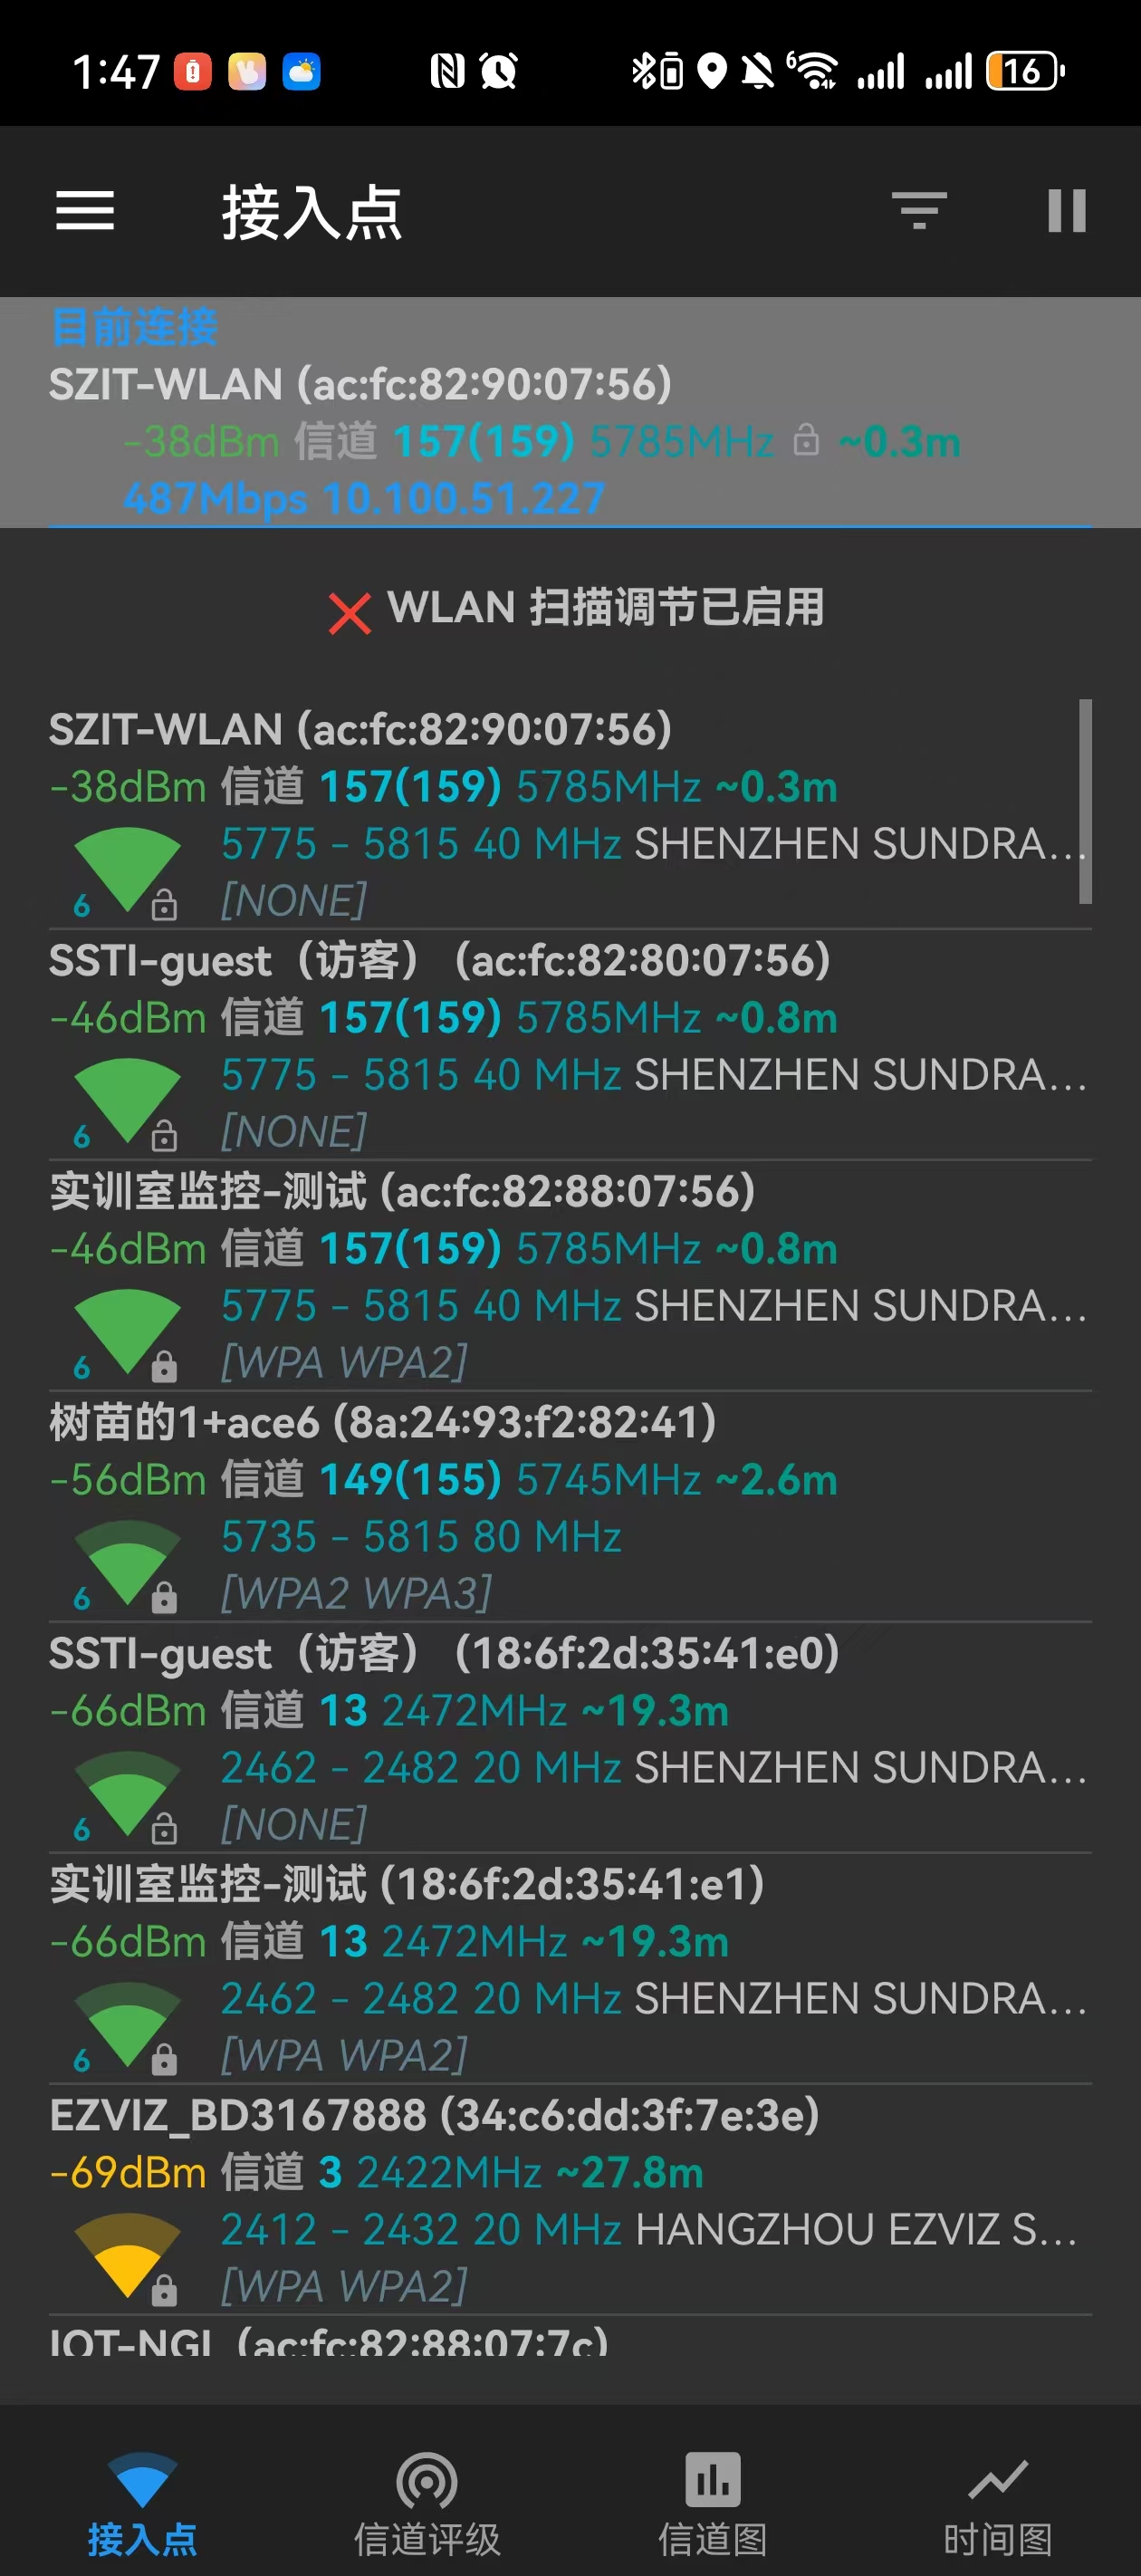 1:47 6 16
接入点
目前连接
SZIT-WLAN (ac:fc:82:90:07:56)
-38dBm 信道 157(159) 5785MHz ~0.3m
487Mbps 10.100.51.227
WLAN 扫描调节已启用
SZIT-WLAN (ac:fc:82:90:07:56)
-38dBm 信道 157(159) 5785MHz ~0.3m
5775 - 5815 40 MHz SHENZHEN SUNDRA...
6 [NONE]
SSTI-guest（访客） (ac:fc:82:80:07:56)
-46dBm 信道 157(159) 5785MHz ~0.8m
5775 - 5815 40 MHz SHENZHEN SUNDRA...
6 [NONE]
实训室监控-测试 (ac:fc:82:88:07:56)
-46dBm 信道 157(159) 5785MHz ~0.8m
5775 - 5815 40 MHz SHENZHEN SUNDRA...
6 [WPA WPA2]
树苗的1+ace6 (8a:24:93:f2:82:41)
-56dBm 信道 149(155) 5745MHz ~2.6m
5735 - 5815 80 MHz
6 [WPA2 WPA3]
SSTI-guest（访客） (18:6f:2d:35:41:e0)
-66dBm 信道 13 2472MHz ~19.3m
2462 - 2482 20 MHz SHENZHEN SUNDRA...
6 [NONE]
实训室监控-测试 (18:6f:2d:35:41:e1)
-66dBm 信道 13 2472MHz ~19.3m
2462 - 2482 20 MHz SHENZHEN SUNDRA...
6 [WPA WPA2]
EZVIZ_BD3167888 (34:c6:dd:3f:7e:3e)
-69dBm 信道 3 2422MHz ~27.8m
2412 - 2432 20 MHz HANGZHOU EZVIZ S...
[WPA WPA2]
IOT-NGL (ac:fc:82:88:07:7c)
接入点 信道评级 信道图 时间图